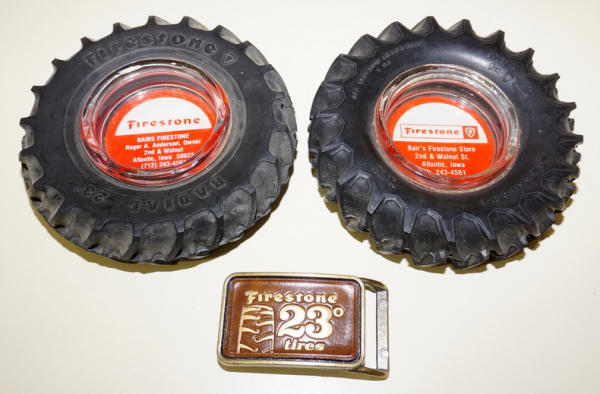 Firestone
Firestone
BAIRS FIRESTONE
Roger A. Andersen, Owner
2nd & Walnut
Atlantic, Iowa 50022
(712) 243-4561
RADIAL 23°
Firestone
Bair's Firestone Store
2nd & Walnut St.
Atlantic, Iowa
243-4561
Firestone
23°
tires